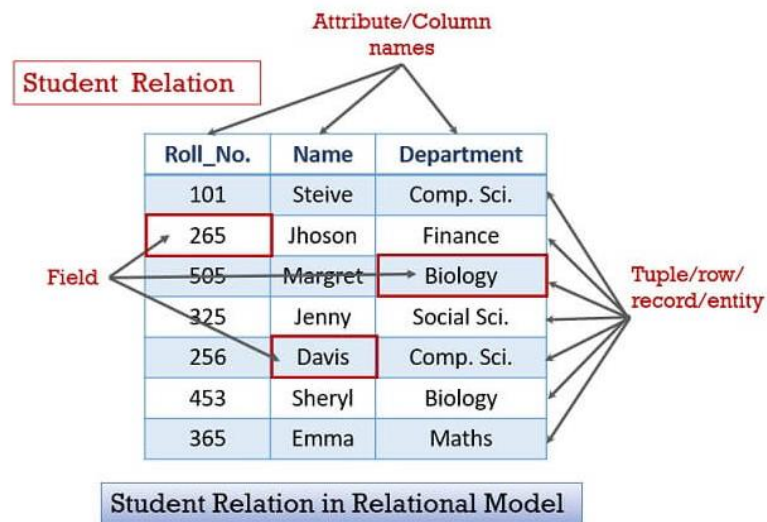 Attribute/Column
names
Student Relation
Roll_No. Name Department
101 Steive Comp. Sci.
265 Jhoson Finance
Field
505 Margret Biology
Tuple/row/
record/entity
325 Jenny Social Sci.
256 Davis Comp. Sci.
453 Sheryl Biology
365 Emma Maths
Student Relation in Relational Model